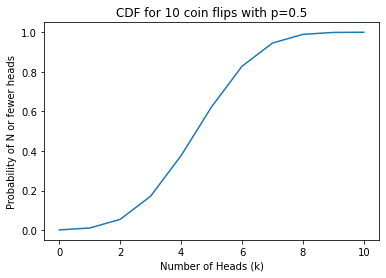 CDF for 10 coin flips with p=0.5
Probability of N or fewer heads
1.0
0.8
0.6
0.4
0.2
0.0
0 2 4 6 8 10
Number of Heads (k)